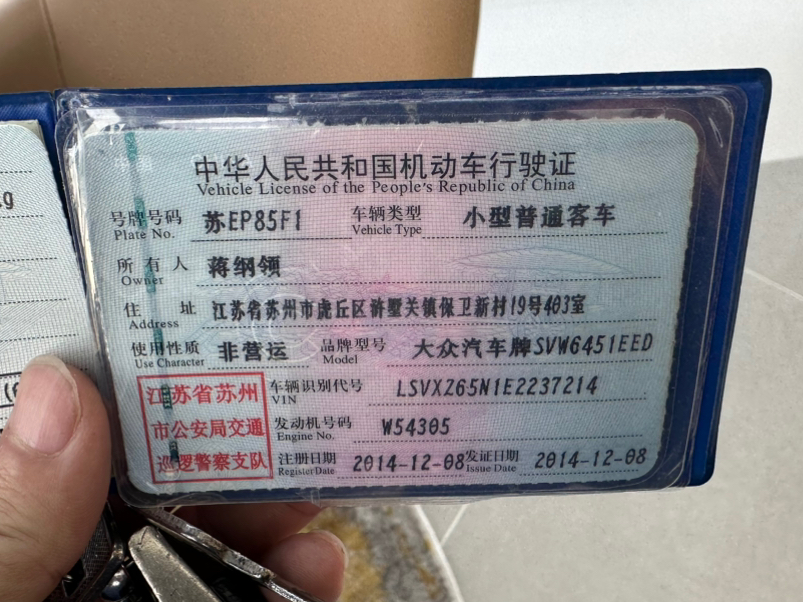 中华人民共和国机动车行驶证
Vehicle License of the People's Republic of China
号牌号码 苏EP85F1 车辆类型 小型普通客车
Plate No. Vehicle Type
所有人 蒋纲领
Owner
住址 江苏省苏州市虎丘区浒墅关镇保卫新村19号403室
Address
使用性质 非营运 品牌型号 大众汽车牌SVW6451EED
Use Character Model
江苏省苏州 车辆识别代号 LSVXZ65N1E2237214
VIN
市公安局交通 发动机号码 W54305
Engine No.
巡逻警察支队 注册日期 2014-12-08 发证日期 2014-12-08
Register Date Issue Date